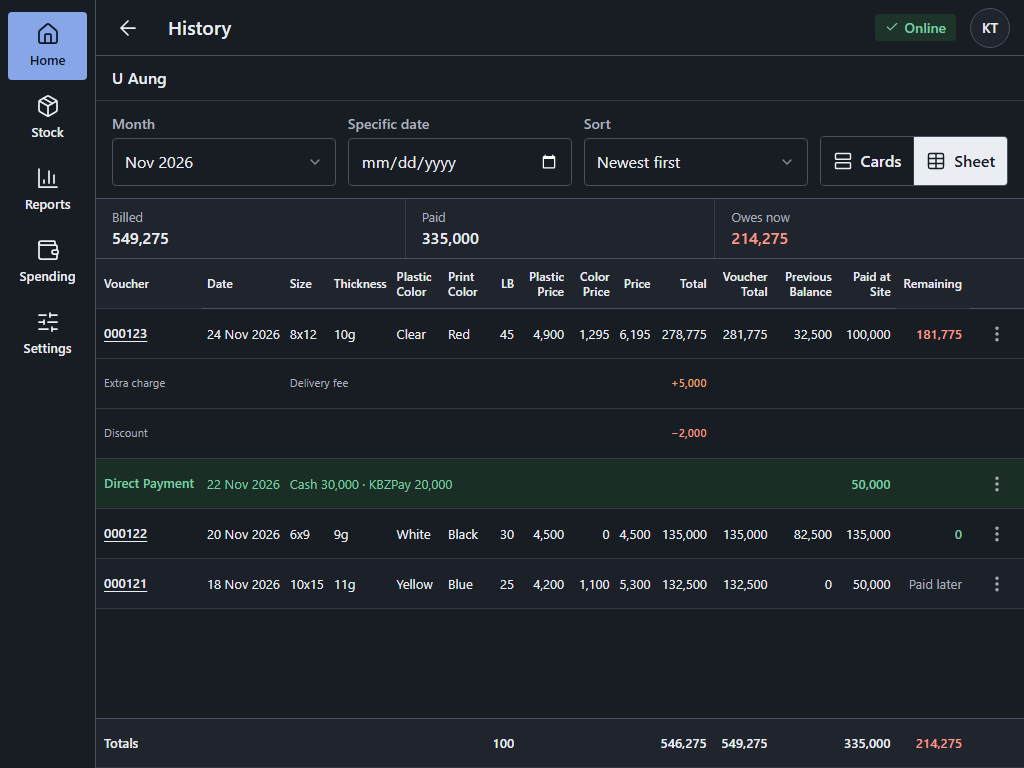 History
Online
KT
Home
Stock
Reports
Spending
Settings
U Aung
Month
Specific date
Sort
Nov 2026
mm/dd/yyyy
Newest first
Cards
Sheet
Billed
Paid
Owes now
549,275
335,000
214,275
Voucher Date Size Thickness Plastic Color Print Color LB Plastic Price Color Price Price Total Voucher Total Previous Balance Paid at Site Remaining
000123 24 Nov 2026 8x12 10g Clear Red 45 4,900 1,295 6,195 278,775 281,775 32,500 100,000 181,775
Extra charge Delivery fee +5,000
Discount −2,000
Direct Payment 22 Nov 2026 Cash 30,000 · KBZPay 20,000 50,000
000122 20 Nov 2026 6x9 9g White Black 30 4,500 0 4,500 135,000 135,000 82,500 135,000 0
000121 18 Nov 2026 10x15 11g Yellow Blue 25 4,200 1,100 5,300 132,500 132,500 0 50,000 Paid later
Totals 100 546,275 549,275 335,000 214,275